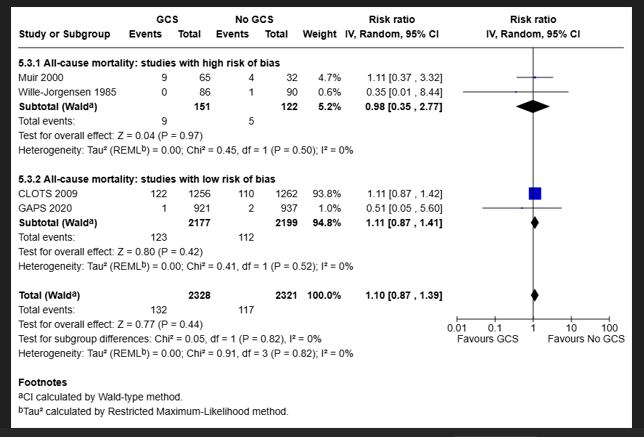 GCS No GCS Risk ratio Risk ratio
Study or Subgroup Events Total Events Total Weight IV, Random, 95% CI IV, Random, 95% CI
5.3.1 All-cause mortality: studies with high risk of bias
Muir 2000 9 65 4 32 4.7% 1.11 [0.37 , 3.32]
Wille-Jorgensen 1985 0 86 1 90 0.6% 0.35 [0.01 , 8.44]
Subtotal (Waldᵃ) 151 122 5.2% 0.98 [0.35 , 2.77]
Total events: 9 5
Test for overall effect: Z = 0.04 (P = 0.97)
Heterogeneity: Tau² (REMLᵇ) = 0.00; Chi² = 0.45, df = 1 (P = 0.50); I² = 0%
5.3.2 All-cause mortality: studies with low risk of bias
CLOTS 2009 122 1256 110 1262 93.8% 1.11 [0.87 , 1.42]
GAPS 2020 1 921 2 937 1.0% 0.51 [0.05 , 5.60]
Subtotal (Waldᵃ) 2177 2199 94.8% 1.11 [0.87 , 1.41]
Total events: 123 112
Test for overall effect: Z = 0.80 (P = 0.42)
Heterogeneity: Tau² (REMLᵇ) = 0.00; Chi² = 0.41, df = 1 (P = 0.52); I² = 0%
Total (Waldᵃ) 2328 2321 100.0% 1.10 [0.87 , 1.39]
Total events: 132 117
Test for overall effect: Z = 0.77 (P = 0.44)
Test for subgroup differences: Chi² = 0.05, df = 1 (P = 0.82), I² = 0%
Heterogeneity: Tau² (REMLᵇ) = 0.00; Chi² = 0.91, df = 3 (P = 0.82); I² = 0%
0.01 0.1 1 10 100
Favours GCS Favours No GCS
Footnotes
ᵃCI calculated by Wald-type method.
ᵇTau² calculated by Restricted Maximum-Likelihood method.